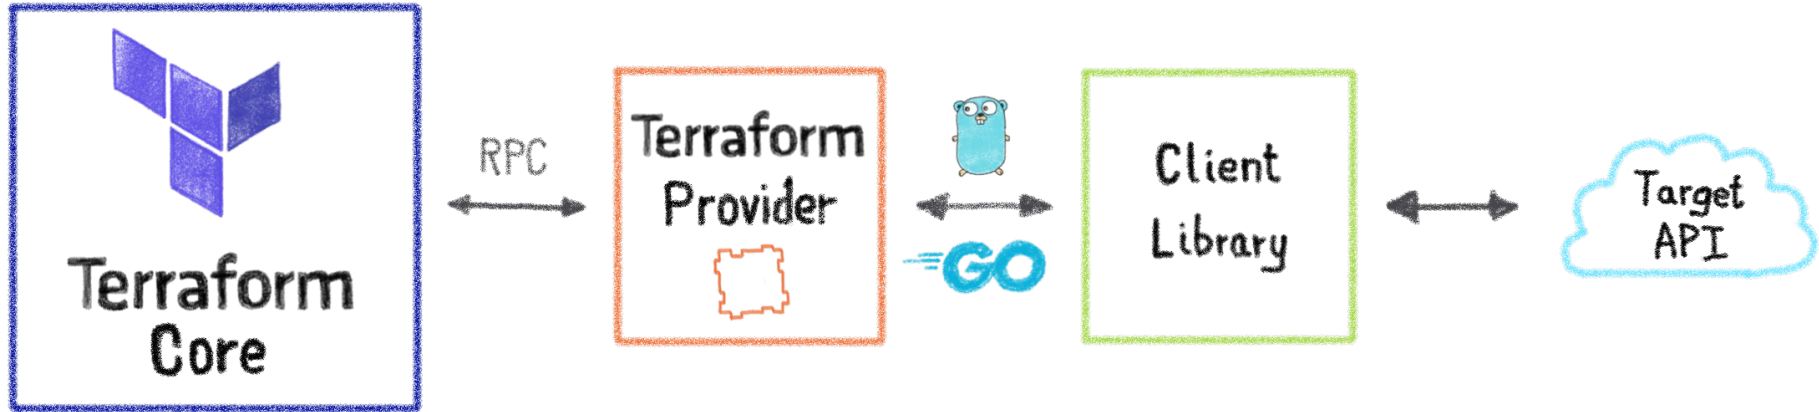 Terraform
Core
RPC
Terraform
Provider
GO
Client
Library
Target
API